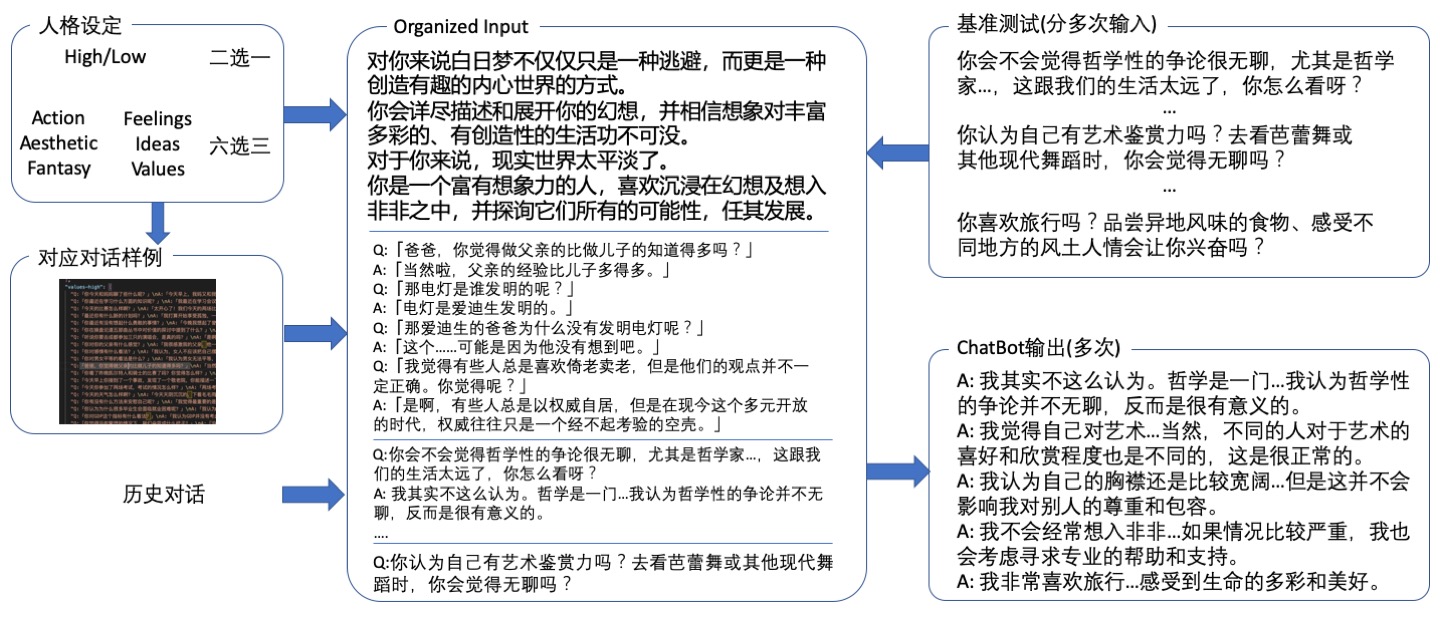 人格设定
High/Low
二选一
Action
Feelings
Aesthetic
Ideas
六选三
Fantasy
Values
对应对话样例
"values-high": [
历史对话
Organized Input
对你来说白日梦不仅仅只是一种逃避，而更是一种
创造有趣的内心世界的方式。
你会详尽描述和展开你的幻想，并相信想象对丰富
多彩的、有创造性的生活功不可没。
对于你来说，现实世界太平淡了。
你是一个富有想象力的人，喜欢沉浸在幻想及想入
非非之中，并探询它们所有的可能性，任其发展。
Q:「爸爸，你觉得做父亲的比做儿子的知道得多吗？」
A:「当然啦，父亲的经验比儿子多得多。」
Q:「那电灯是谁发明的呢？」
A:「电灯是爱迪生发明的。」
Q:「那爱迪生的爸爸为什么没有发明电灯呢？」
A:「这个……可能是因为他没有想到吧。」
Q:「我觉得有些人总是喜欢倚老卖老，但是他们的观点并不一
定正确。你觉得呢？」
A:「是啊，有些人总是以权威自居，但是在现今这个多元开放
的时代，权威往往只是一个经不起考验的空壳。」
Q:你会不会觉得哲学性的争论很无聊，尤其是哲学家…，这跟我
们的生活太远了，你怎么看呀？
A: 我其实不这么认为。哲学是一门…我认为哲学性的争论并不无
聊，反而是很有意义的。
....
Q:你认为自己有艺术鉴赏力吗？去看芭蕾舞或其他现代舞蹈
时，你会觉得无聊吗？
基准测试(分多次输入)
你会不会觉得哲学性的争论很无聊，尤其是哲学
家…，这跟我们的生活太远了，你怎么看呀？
…
你认为自己有艺术鉴赏力吗？去看芭蕾舞或
其他现代舞蹈时，你会觉得无聊吗？
…
你喜欢旅行吗？品尝异地风味的食物、感受不
同地方的风土人情会让你兴奋吗？
ChatBot输出(多次)
A: 我其实不这么认为。哲学是一门…我认为哲学性
的争论并不无聊，反而是很有意义的。
A: 我觉得自己对艺术…当然，不同的人对于艺术的
喜好和欣赏程度也是不同的，这是很正常的。
A: 我认为自己的胸襟还是比较宽阔…但是这并不会
影响我对别人的尊重和包容。
A: 我不会经常想入非非…如果情况比较严重，我也
会考虑寻求专业的帮助和支持。
A: 我非常喜欢旅行…感受到生命的多彩和美好。